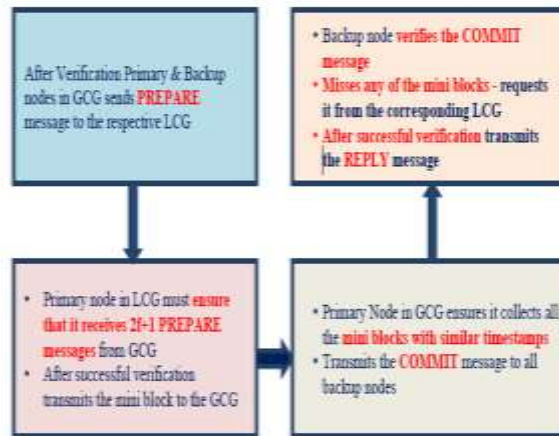 After Verification Primary & Backup
nodes in GCG sends PREPARE
message to the respective LCG
• Primary node in LCG must ensure
that it receives 2f+1 PREPARE
messages from GCG
• After successful verification
transmits the mini block to the GCG
• Primary Node in GCG ensures it collects all
the mini blocks with similar timestamps
• Transmits the COMMIT message to all
backup nodes
• Backup node verifies the COMMIT
message
• Misses any of the mini blocks - requests
it from the corresponding LCG
• After successful verification transmits
the REPLY message